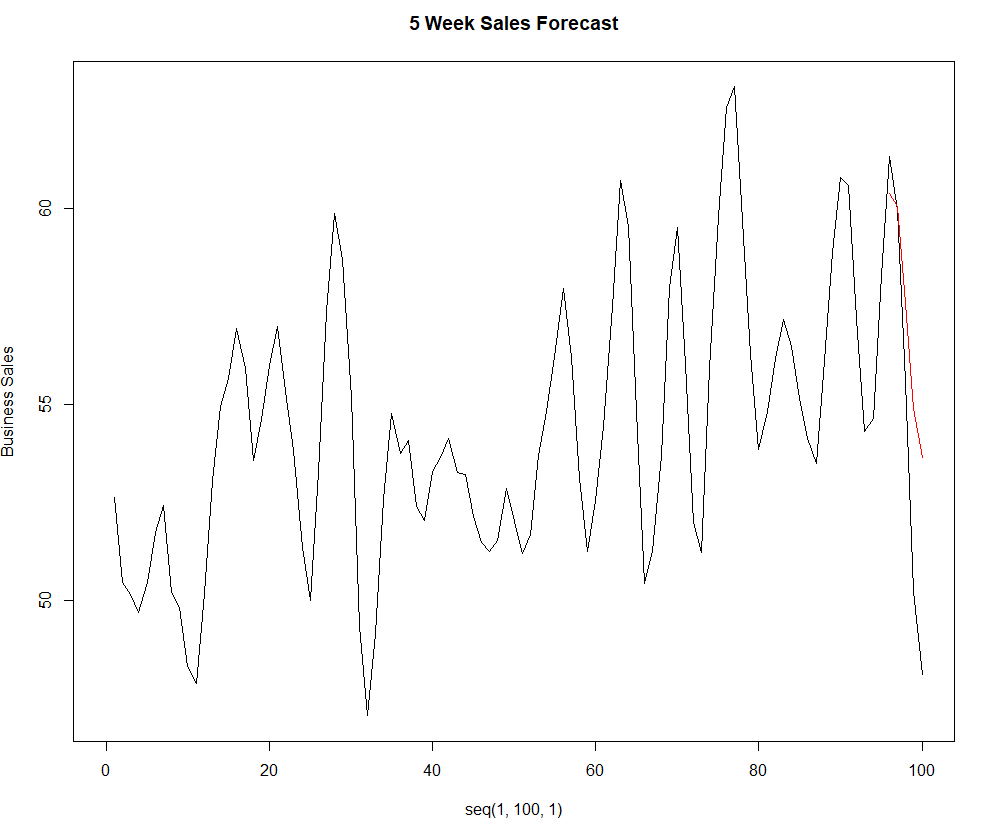 5 Week Sales Forecast
Business Sales
60
55
50
0 20 40 60 80 100
seq(1, 100, 1)